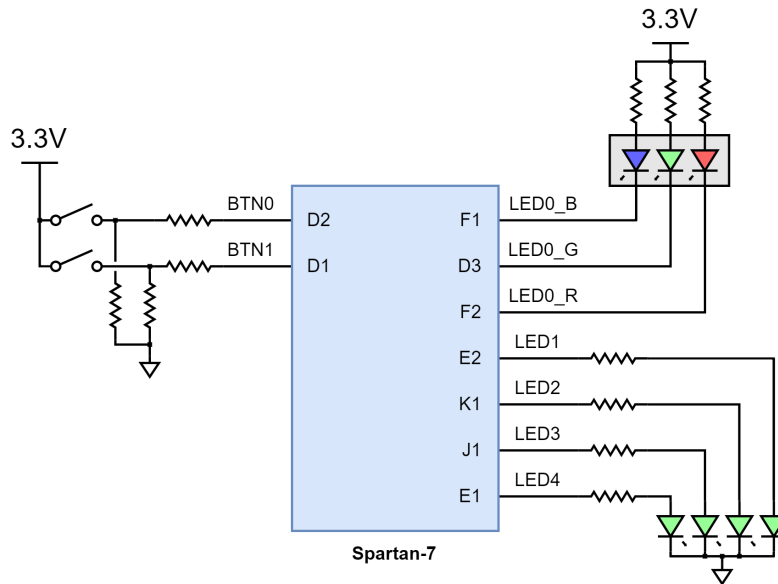 3.3V
3.3V
BTN0
D2
BTN1
D1
F1
LED0_B
D3
LED0_G
F2
LED0_R
E2
LED1
K1
LED2
J1
LED3
E1
LED4
Spartan-7